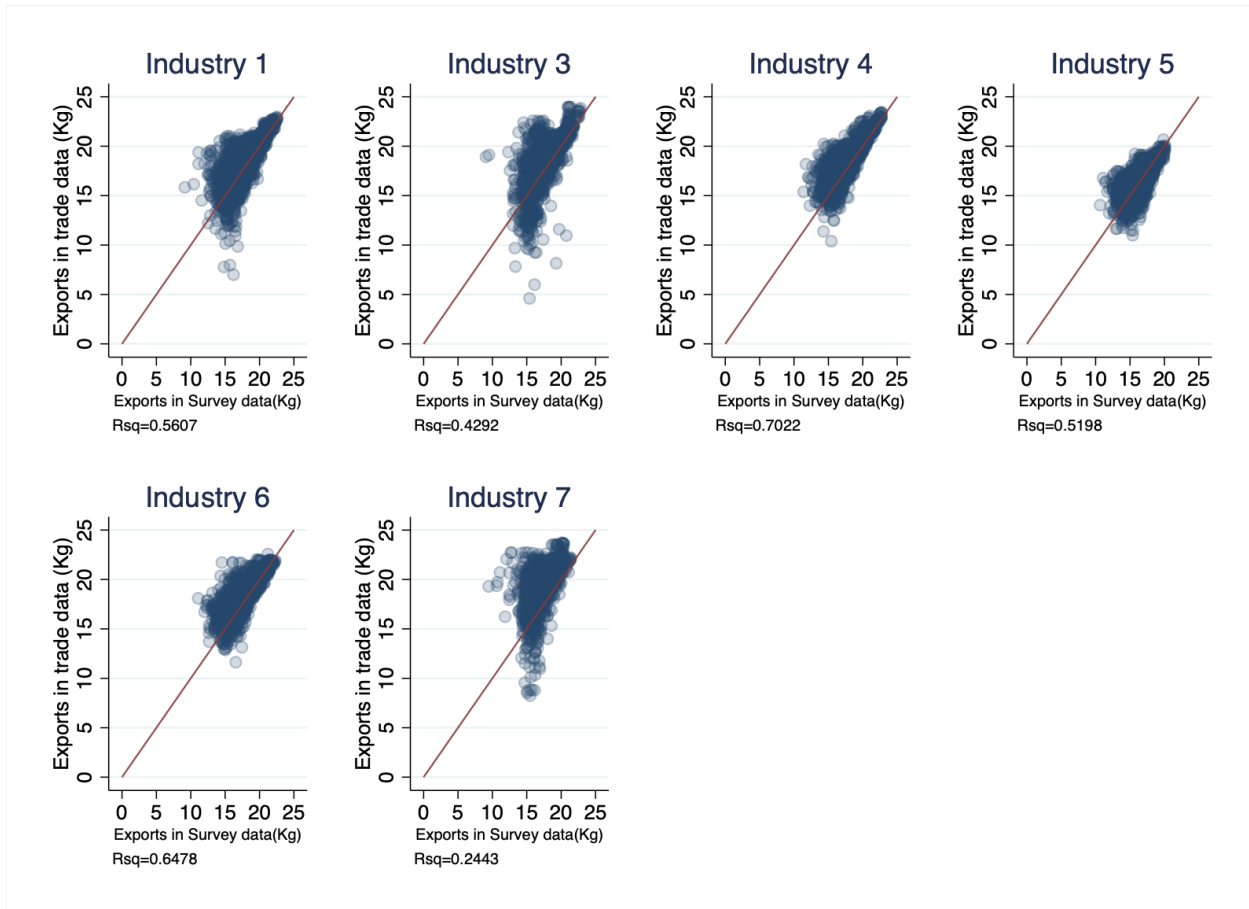 Industry 1
Exports in trade data (Kg)
25
20
15
10
5
0
0 5 10 15 20 25
Exports in Survey data(Kg)
Rsq=0.5607
Industry 3
Exports in trade data (Kg)
25
20
15
10
5
0
0 5 10 15 20 25
Exports in Survey data(Kg)
Rsq=0.4292
Industry 4
Exports in trade data (Kg)
25
20
15
10
5
0
0 5 10 15 20 25
Exports in Survey data(Kg)
Rsq=0.7022
Industry 5
Exports in trade data (Kg)
25
20
15
10
5
0
0 5 10 15 20 25
Exports in Survey data(Kg)
Rsq=0.5198
Industry 6
Exports in trade data (Kg)
25
20
15
10
5
0
0 5 10 15 20 25
Exports in Survey data(Kg)
Rsq=0.6478
Industry 7
Exports in trade data (Kg)
25
20
15
10
5
0
0 5 10 15 20 25
Exports in Survey data(Kg)
Rsq=0.2443